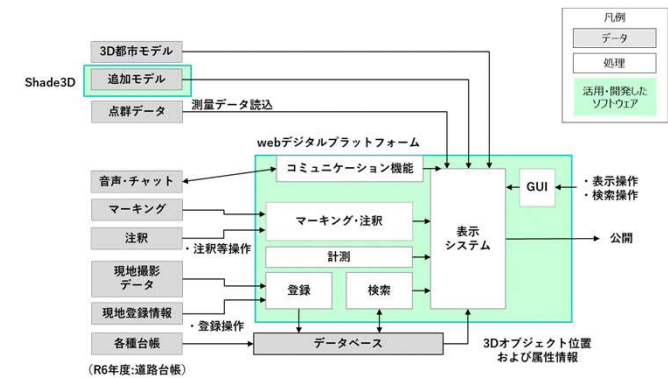 凡例
データ
処理
活用・開発した
ソフトウェア
3D都市モデル
Shade3D
追加モデル
点群データ
測量データ読込
webデジタルプラットフォーム
音声・チャット
コミュニケーション機能
マーキング
注釈
・注釈等操作
マーキング・注釈
計測
表示
システム
GUI
・表示操作
・検索操作
公開
現地撮影
データ
現地登録情報
・登録操作
登録
検索
各種台帳
(R6年度:道路台帳)
データベース
3Dオブジェクト位置
および属性情報